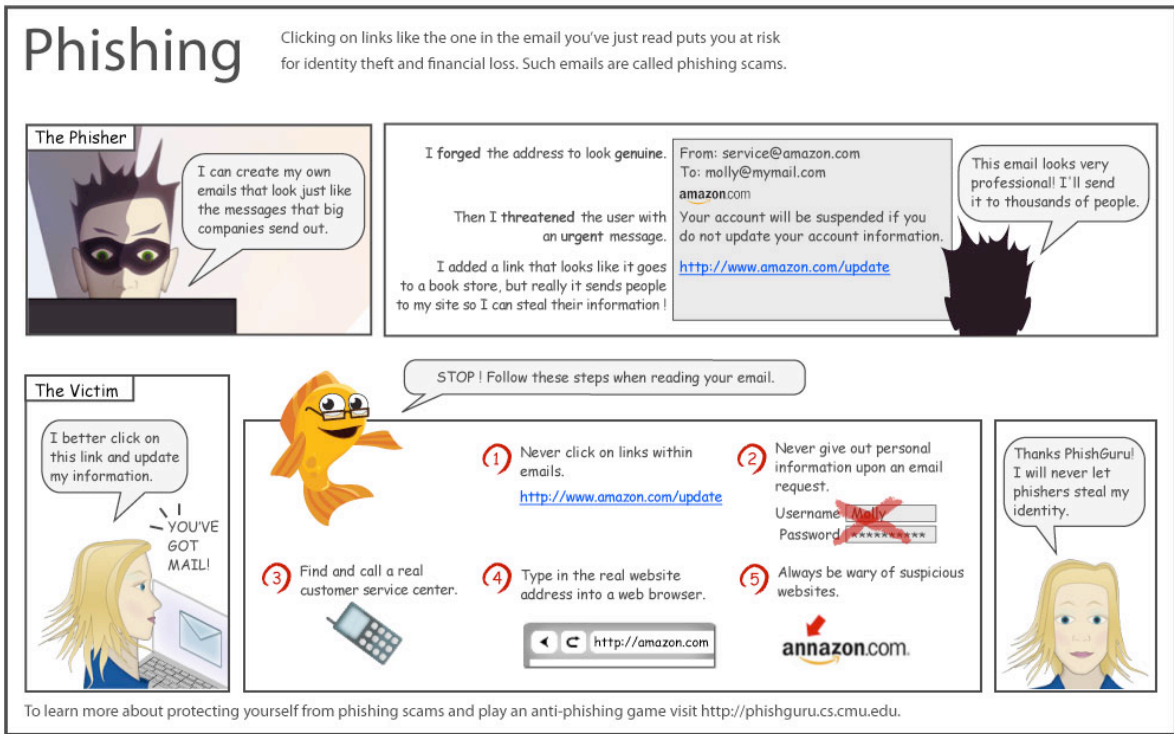 Phishing
Clicking on links like the one in the email you've just read puts you at risk
for identity theft and financial loss. Such emails are called phishing scams.
The Phisher
I can create my own
emails that look just like
the messages that big
companies send out.
I forged the address to look genuine.
Then I threatened the user with
an urgent message.
I added a link that looks like it goes
to a book store, but really it sends people
to my site so I can steal their information !
From: service@amazon.com
To: molly@mymail.com
amazon.com
Your account will be suspended if you
do not update your account information.
http://www.amazon.com/update
This email looks very
professional! I'll send
it to thousands of people.
The Victim
I better click on
this link and update
my information.
YOU'VE
GOT
MAIL!
STOP ! Follow these steps when reading your email.
1
Never click on links within
emails.
http://www.amazon.com/update
2
Never give out personal
information upon an email
request.
Username Molly
Password **********
3
Find and call a real
customer service center.
4
Type in the real website
address into a web browser.
http://amazon.com
5
Always be wary of suspicious
websites.
annazon.com.
Thanks PhishGuru!
I will never let
phishers steal my
identity.
To learn more about protecting yourself from phishing scams and play an anti-phishing game visit http://phishguru.cs.cmu.edu.